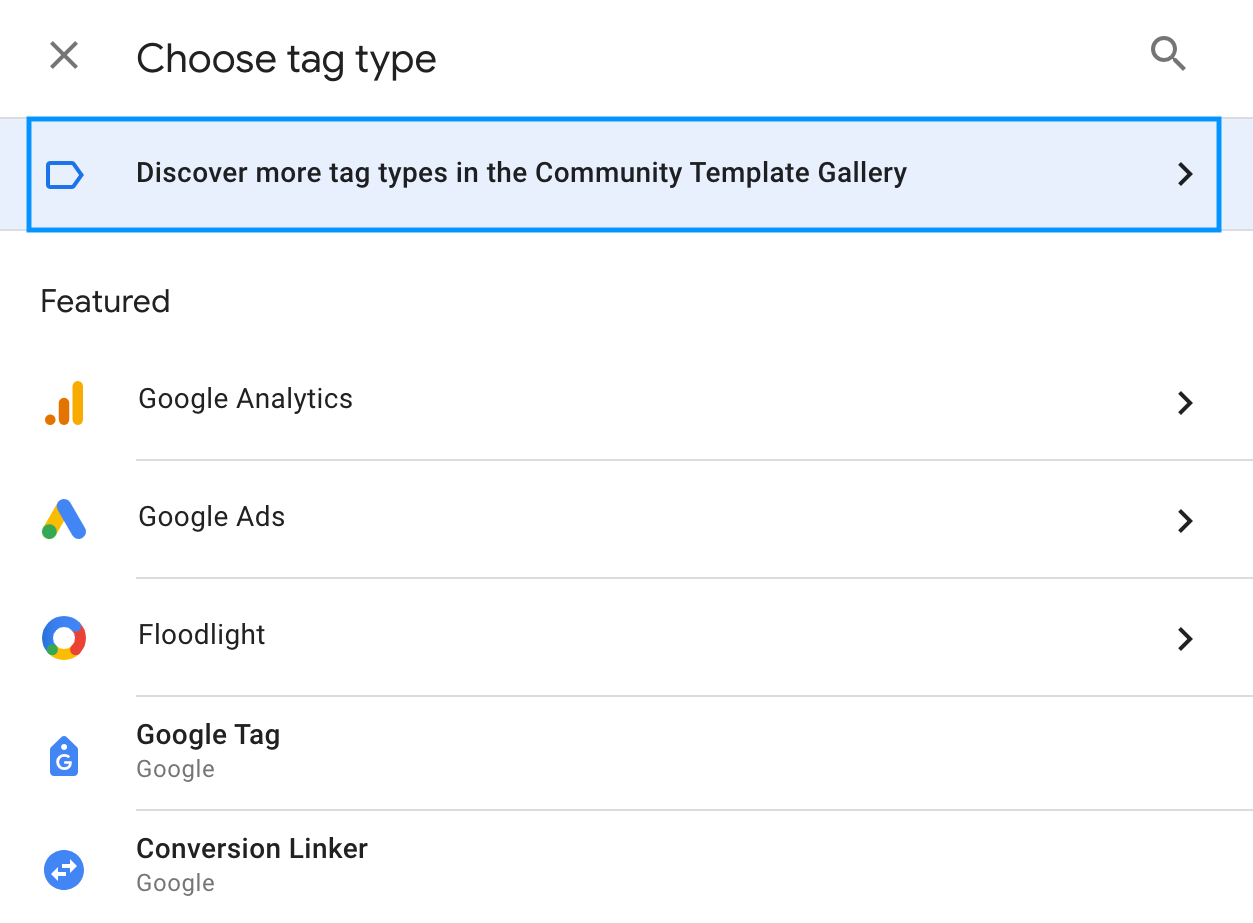 Choose tag type
Discover more tag types in the Community Template Gallery
Featured
Google Analytics
Google Ads
Floodlight
Google Tag
Google
G
Conversion Linker
Google